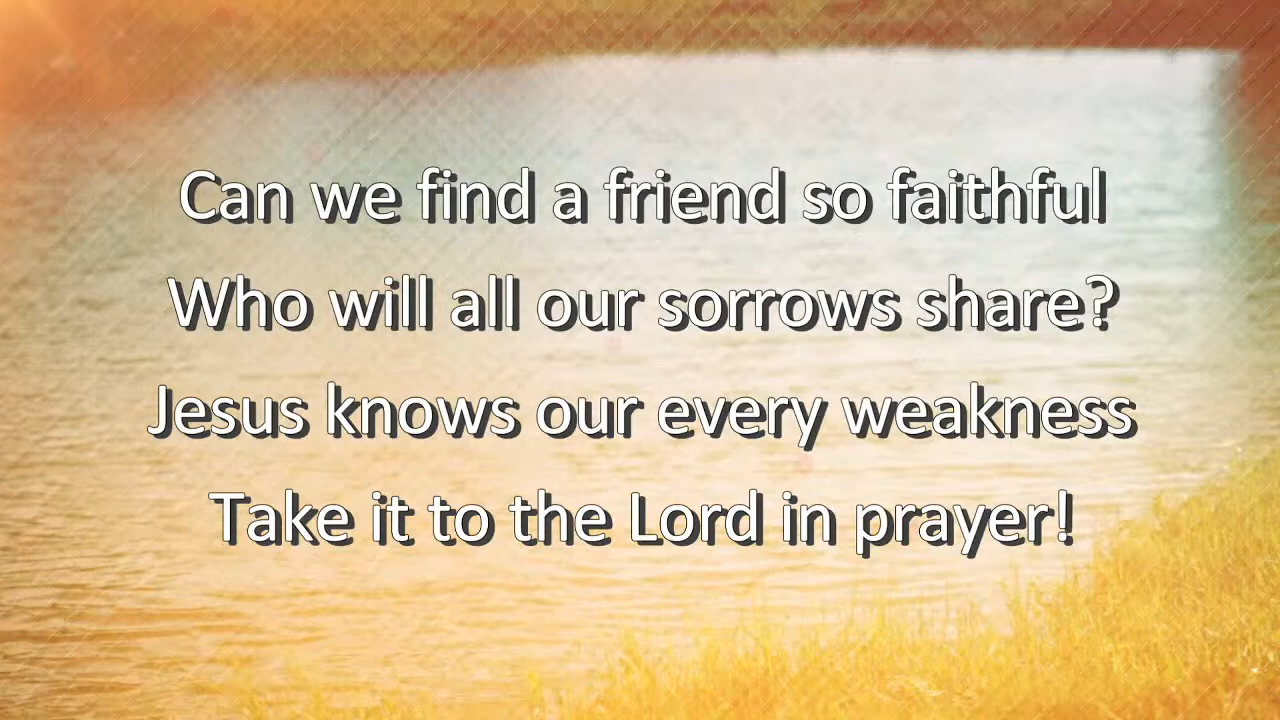 Can we find a friend so faithful
Who will all our sorrows share?
Jesus knows our every weakness
Take it to the Lord in prayer!